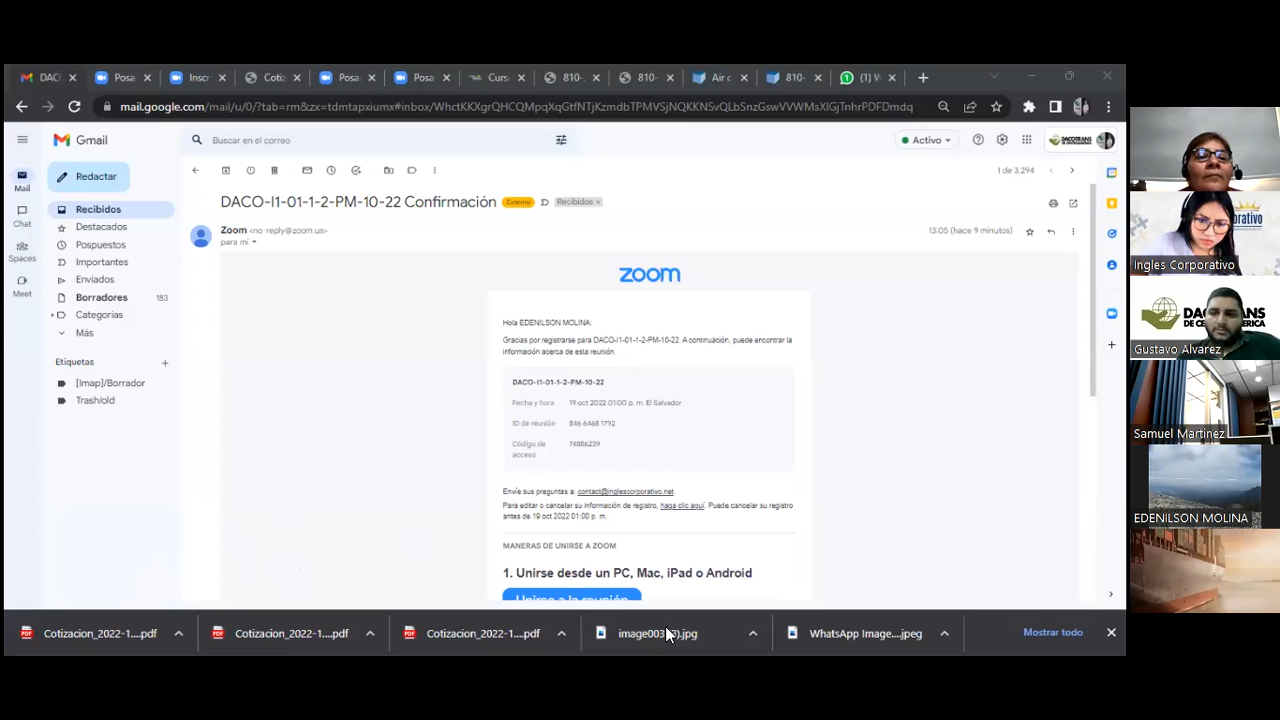 DACO
Posa
Inscr
Cotiz
Posa
Posa
Curs
810-
810-
Air c
810-
(1) W
mail.google.com/mail/u/0/?tab=rm&zx=tdmtapxiumx#inbox/
Gmail
Buscar en el correo
Activo
DACOTRANS
Redactar
1 de 3.294
Mail
Recibidos
DACO-I1-01-1-2-PM-10-22 Confirmación
Externo
Recibidos ×
Chat
Destacados
Pospuestos
Zoom <no-reply@zoom.us>
13:05 (hace 9 minutos)
para mí
Spaces
Importantes
Enviados
Meet
Borradores
183
Categorías
Más
Etiquetas
[Imap]/Borrador
Trash/old
zoom
Hola EDENILSON MOLINA:
Gracias por registrarse para DACO-I1-01-1-2-PM-10-22. A continuación, puede encontrar la
información acerca de esta reunión.
DACO-I1-01-1-2-PM-10-22
Fecha y hora
19 oct 2022 01:00 p. m. El Salvador
ID de reunión
846 6468 1792
Código de
acceso
74886239
Envíe sus preguntas a: contact@inglescorporativo.net.
Para editar o cancelar su información de registro, haga clic aquí. Puede cancelar su registro
antes de 19 oct 2022 01:00 p. m.
MANERAS DE UNIRSE A ZOOM
1. Unirse desde un PC, Mac, iPad o Android
Unirse a la reunión
Cotizacion_2022-1....pdf
Cotizacion_2022-1....pdf
Cotizacion_2022-1....pdf
WhatsApp Image....jpeg
Mostrar todo
orativo
Ingles Corporativo
Gustavo Alvarez
Samuel Martinez
EDENILSON MOLINA